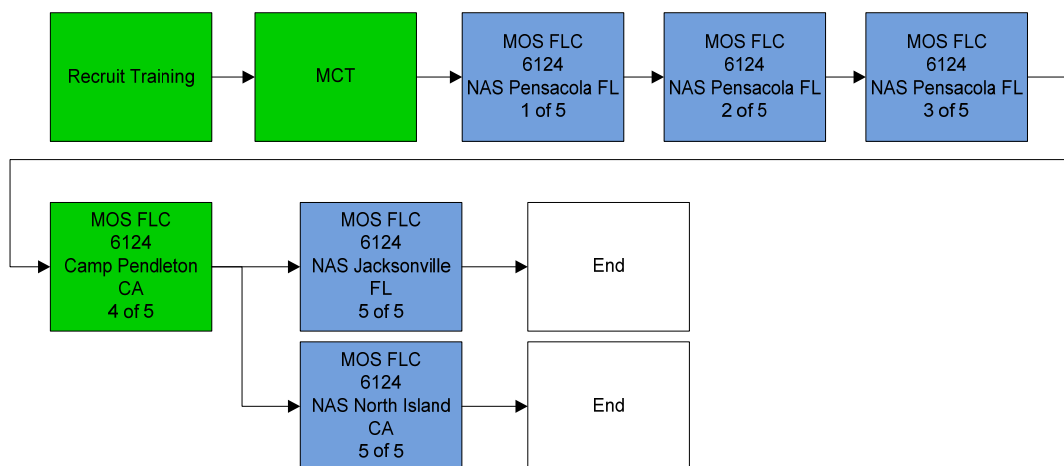 Recruit Training
MCT
MOS FLC
6124
NAS Pensacola FL
1 of 5
MOS FLC
6124
NAS Pensacola FL
2 of 5
MOS FLC
6124
NAS Pensacola FL
3 of 5
MOS FLC
6124
Camp Pendleton
CA
4 of 5
MOS FLC
6124
NAS Jacksonville
FL
5 of 5
End
MOS FLC
6124
NAS North Island
CA
5 of 5
End